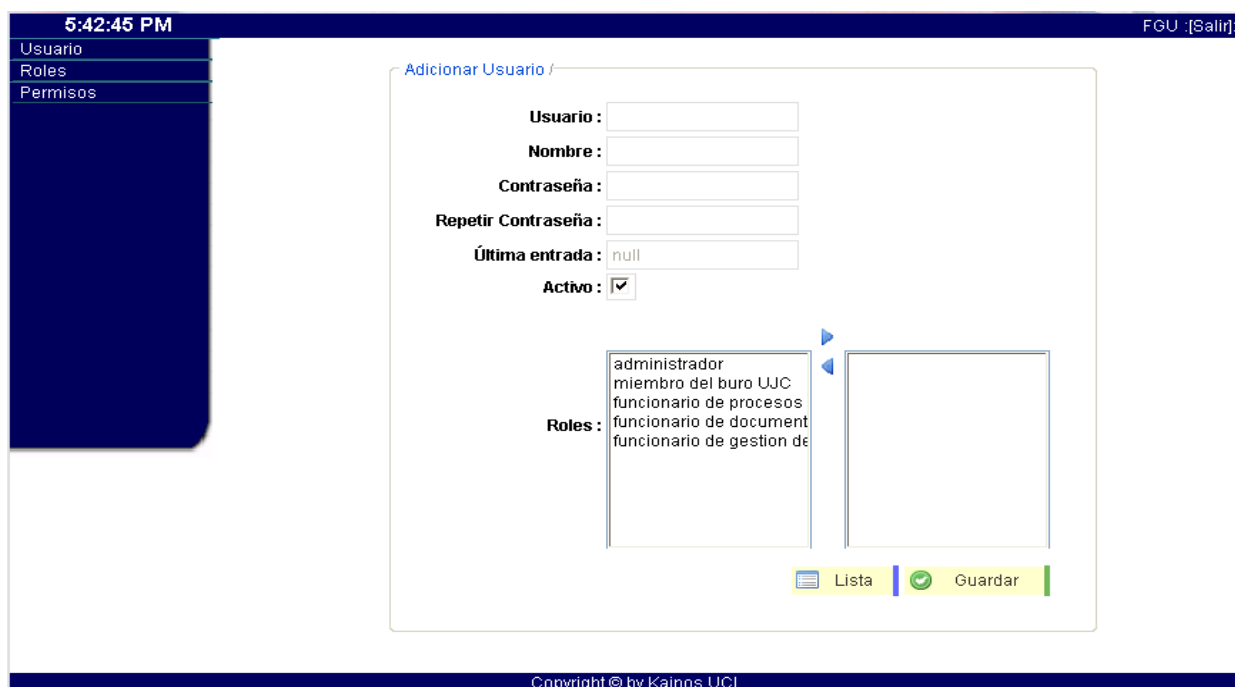 5:42:45 PM
FGU :[Salir]:
Usuario
Roles
Permisos
Adicionar Usuario /
Usuario :
Nombre :
Contraseña :
Repetir Contraseña :
Última entrada : null
Activo :
administrador
miembro del buro UJC
funcionario de procesos
funcionario de document
funcionario de gestion de
Roles :
Lista
Guardar
Copyright © by Kainos UCI